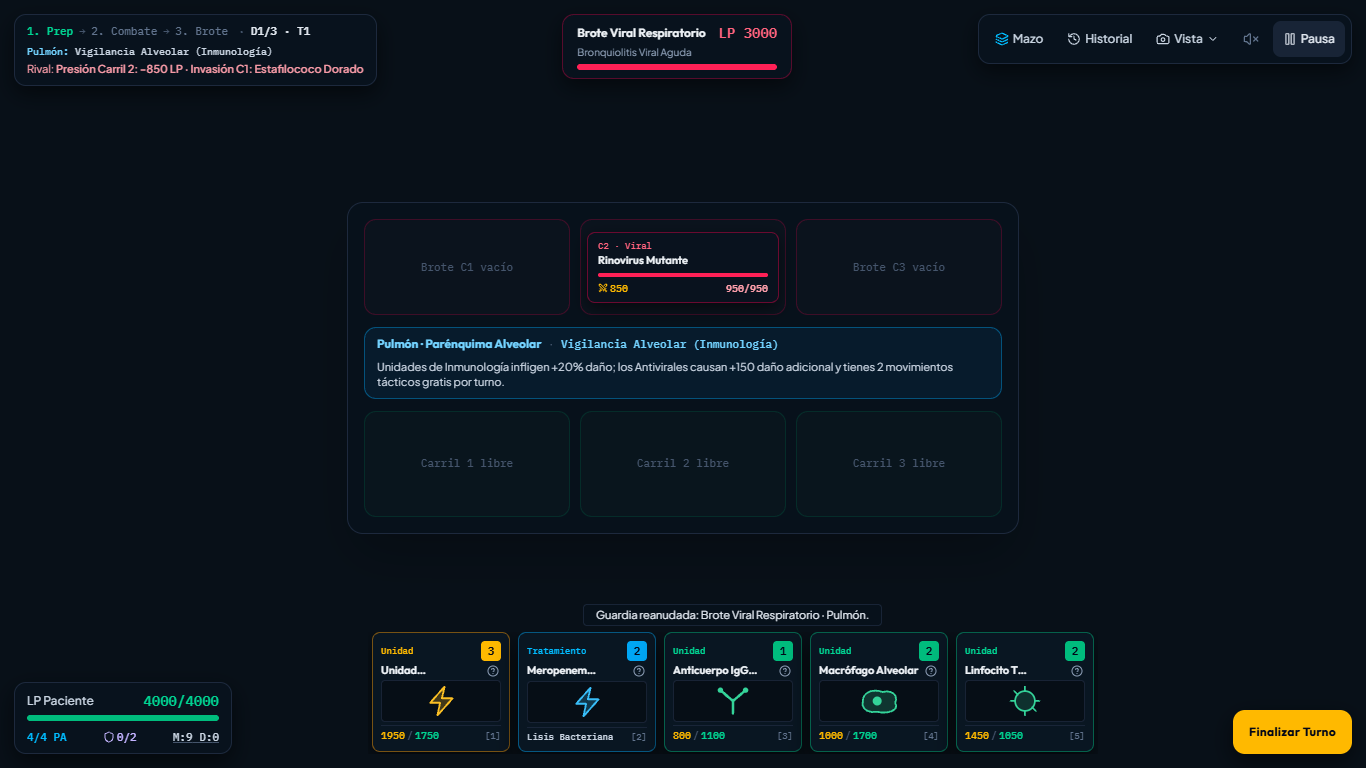 1. Prep → 2. Combate → 3. Brote · D1/3 · T1
Pulmón: Vigilancia Alveolar (Inmunología)
Rival: Presión Carril 2: -850 LP · Invasión C1: Estafilococo Dorado
Brote Viral Respiratorio LP 3000
Bronquiolitis Viral Aguda
Mazo Historial Vista Pausa
Brote C1 vacío
C2 · Viral
Rinovirus Mutante
850 950/950
Brote C3 vacío
Pulmón · Parénquima Alveolar · Vigilancia Alveolar (Inmunología)
Unidades de Inmunología infligen +20% daño; los Antivirales causan +150 daño adicional y tienes 2 movimientos
tácticos gratis por turno.
Carril 1 libre
Carril 2 libre
Carril 3 libre
Guardia reanudada: Brote Viral Respiratorio · Pulmón.
LP Paciente 4000/4000
4/4 PA 0/2 M:9 D:0
Unidad 3
Unidad...
1950 / 1750 [1]
Tratamiento 2
Meropenem...
Lisis Bacteriana [2]
Unidad 1
Anticuerpo IgG...
800 / 1100 [3]
Unidad 2
Macrófago Alveolar
1000 / 1700 [4]
Unidad 2
Linfocito T...
1450 / 1050 [5]
Finalizar Turno